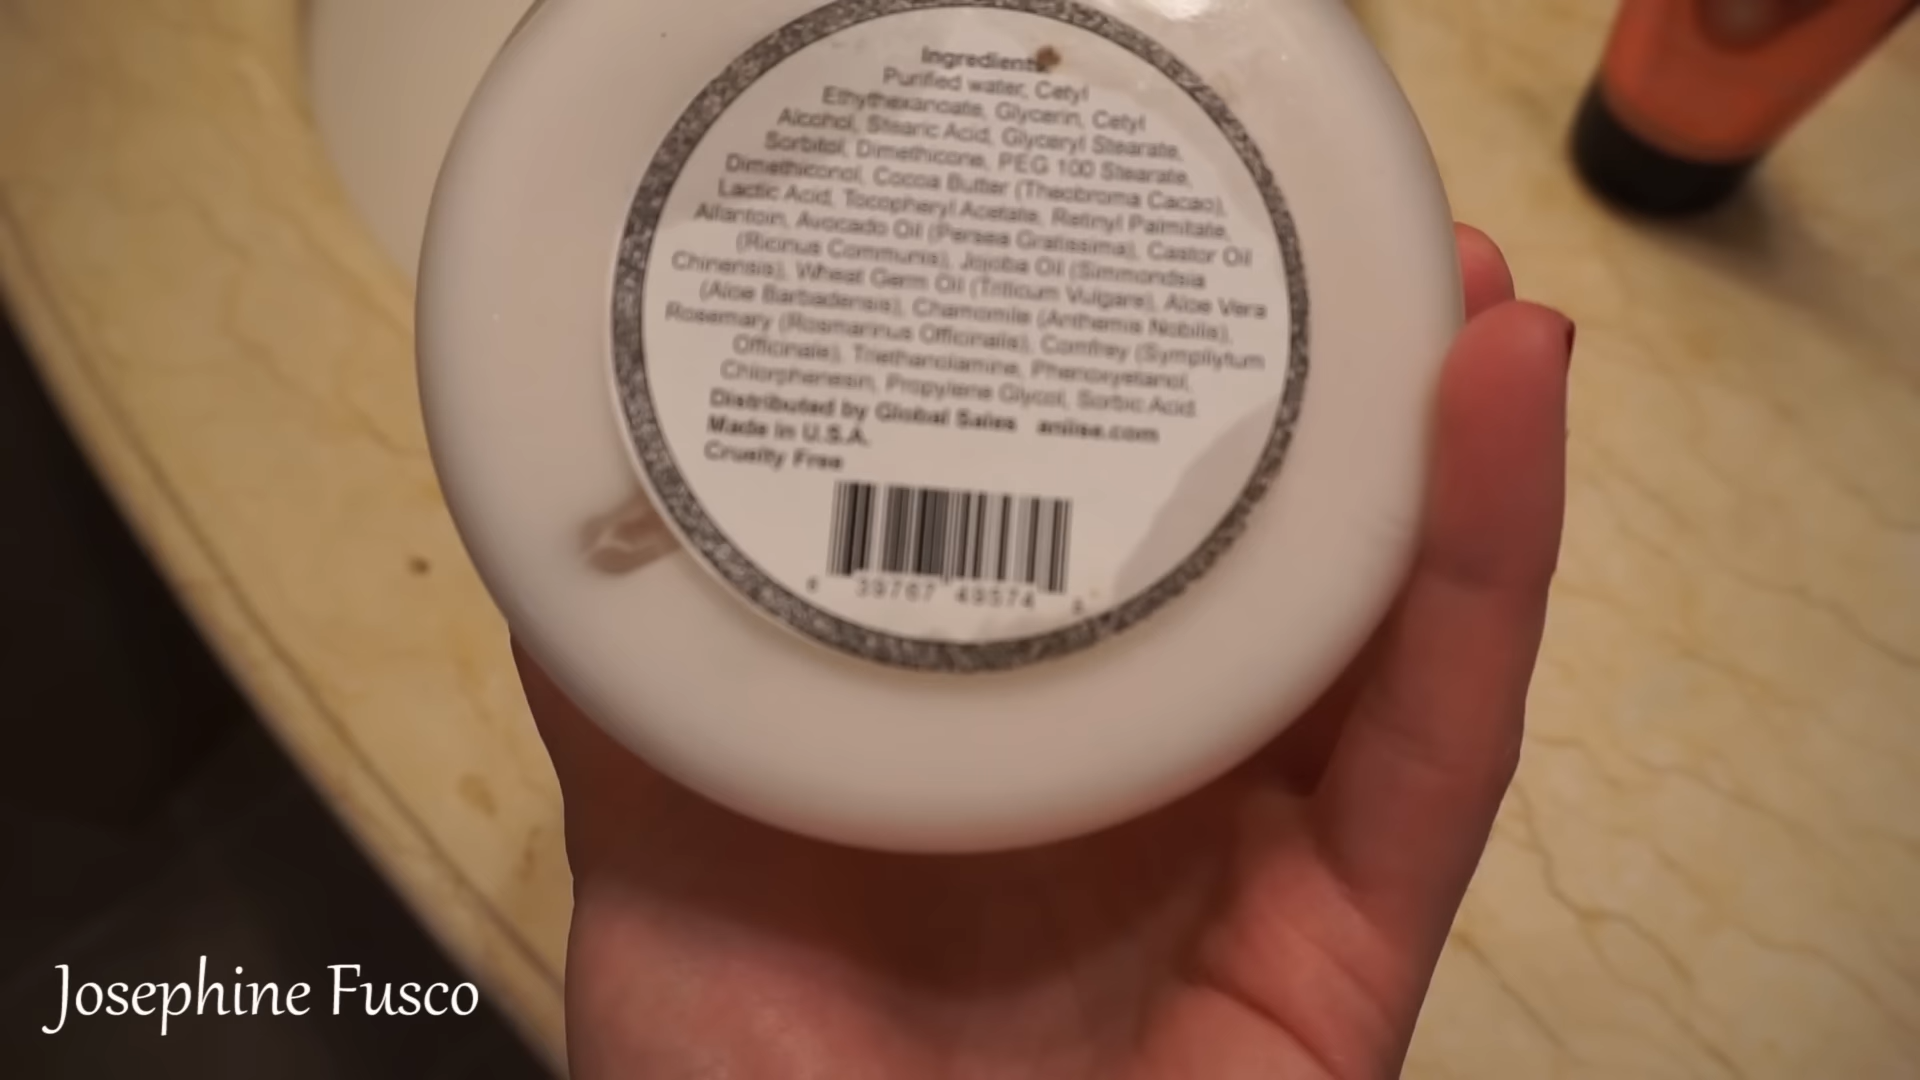 Ingredients:
Purified water, Cetyl
Ethylhexanoate, Glycerin, Cetyl
Alcohol, Stearic Acid, Glyceryl Stearate,
Sorbitol, Dimethicone, PEG 100 Stearate,
Dimethiconol, Cocoa Butter (Theobroma Cacao),
Lactic Acid, Tocopheryl Acetate, Retinyl Palmitate,
Allantoin, Avocado Oil (Persea Gratissima), Castor Oil
(Ricinus Communis), Jojoba Oil (Simmondsia
Chinensis), Wheat Germ Oil (Triticum Vulgare), Aloe Vera
(Aloe Barbadensis), Chamomile (Anthemis Nobilis),
Rosemary (Rosmarinus Officinalis), Comfrey (Symphytum
Officinale), Triethanolamine, Phenoxyetanol,
Chlorphenesin, Propylene Glycol, Sorbic Acid.
Distributed by Global Sales aniise.com
Made in U.S.A.
Cruelty Free
39767 49574
Josephine Fusco